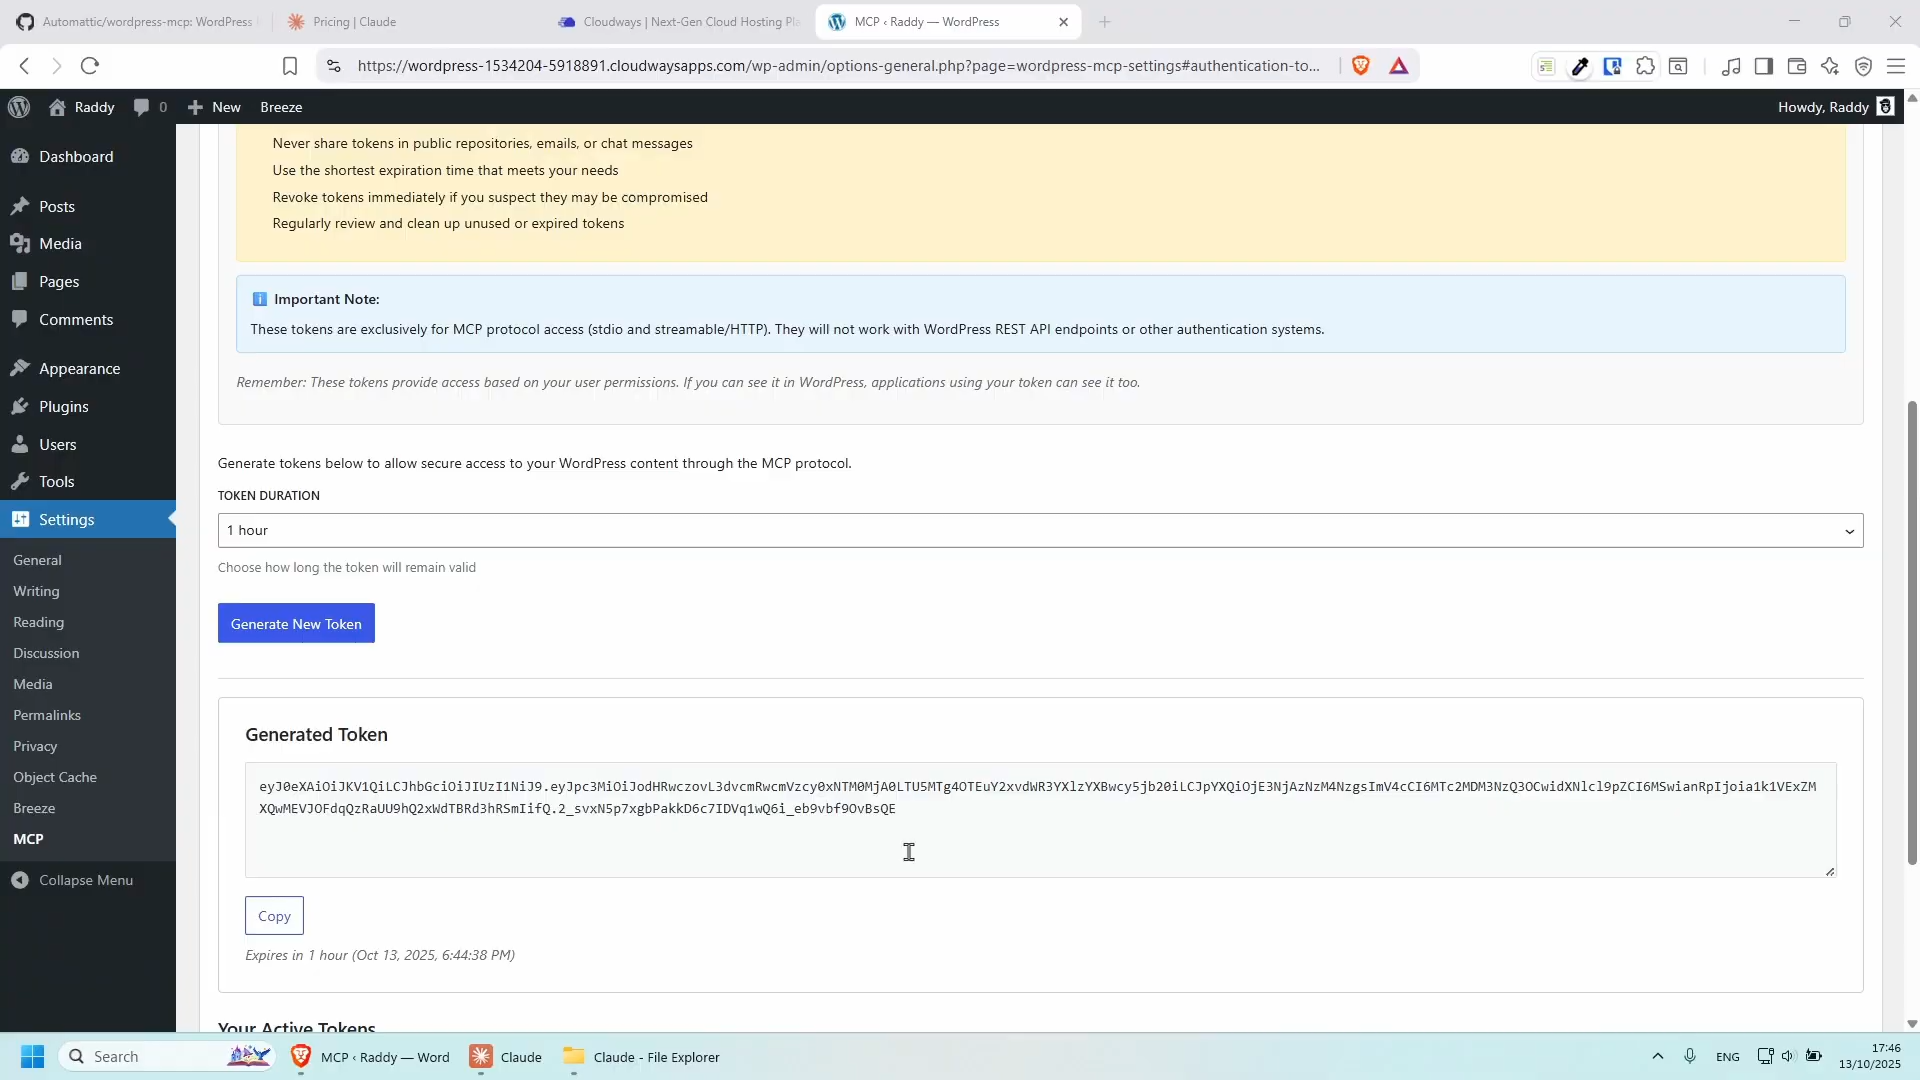 Automattic/wordpress-mcp: WordPress
Pricing | Claude
Cloudways | Next-Gen Cloud Hosting Pla
MCP ‹ Raddy — WordPress
https://wordpress-1534204-5918891.cloudwaysapps.com/wp-admin/options-general.php?page=wordpress-mcp-settings#authentication-to...
Raddy
0
New
Breeze
Howdy, Raddy
Dashboard
Posts
Media
Pages
Comments
Appearance
Plugins
Users
Tools
Settings
General
Writing
Reading
Discussion
Media
Permalinks
Privacy
Object Cache
Breeze
MCP
Collapse Menu
Never share tokens in public repositories, emails, or chat messages
Use the shortest expiration time that meets your needs
Revoke tokens immediately if you suspect they may be compromised
Regularly review and clean up unused or expired tokens
Important Note:
These tokens are exclusively for MCP protocol access (stdio and streamable/HTTP). They will not work with WordPress REST API endpoints or other authentication systems.
Remember: These tokens provide access based on your user permissions. If you can see it in WordPress, applications using your token can see it too.
Generate tokens below to allow secure access to your WordPress content through the MCP protocol.
TOKEN DURATION
1 hour
Choose how long the token will remain valid
Generate New Token
Generated Token
eyJ0eXAiOiJKV1QiLCJhbGciOiJIUzI1NiJ9.eyJpc3MiOiJodHRwczovL3dvcmRwcmVzcy0xNTM0MjA0LTU5MTg4OTEuY2xvdWR3YXlzYXBwcy5jb20iLCJpYXQiOjE3NjAzNzM4NzgsImV4cCI6MTc2MDM3NzQ3OCwidXNlcl9pZCI6MSwianRpIjoia1k1VExZM
XQwMEVJOFdqQzRaUU9hQ2xWdTBRd3hRSmIifQ.2_svxN5p7xgbPakkD6c7IDVq1wQ6i_eb9vbf9OvBsQE
Copy
Expires in 1 hour (Oct 13, 2025, 6:44:38 PM)
Your Active Tokens
Search
MCP ‹ Raddy — Word
Claude
Claude - File Explorer
ENG
17:46
13/10/2025